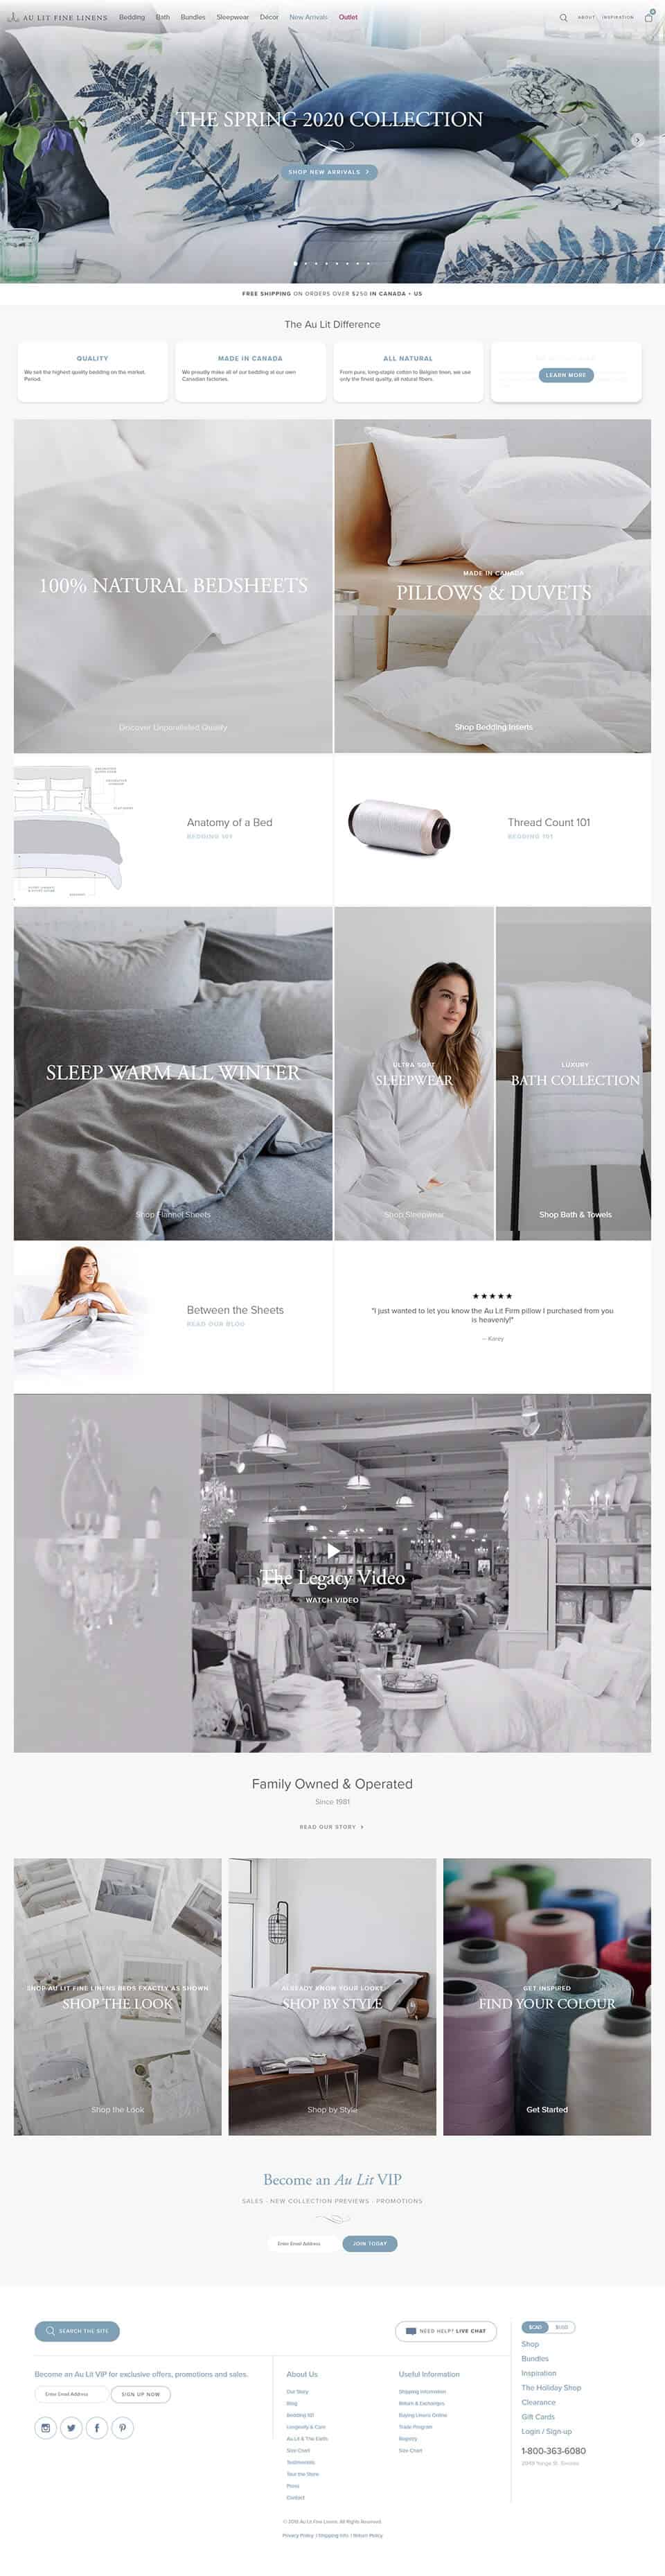 AU LIT FINE LINENS Bedding Bath Bundles Sleepwear Décor New Arrivals Outlet ABOUT INSPIRATION
THE SPRING 2020 COLLECTION
SHOP NEW ARRIVALS
FREE SHIPPING ON ORDERS OVER $250 IN CANADA + US
The Au Lit Difference
QUALITY
We sell the highest quality bedding on the market. Period.
MADE IN CANADA
We proudly make all of our bedding at our own Canadian factories.
ALL NATURAL
From pure, long-staple cotton to Belgian linen, we use only the finest quality, all natural fibers.
LEARN MORE
100% NATURAL BEDSHEETS
Discover Unparalleled Quality
MADE IN CANADA
PILLOWS & DUVETS
Shop Bedding Inserts
Anatomy of a Bed
BEDDING 101
Thread Count 101
BEDDING 101
SLEEP WARM ALL WINTER
Shop Flannel Sheets
ULTRA SOFT
SLEEPWEAR
Shop Sleepwear
LUXURY
BATH COLLECTION
Shop Bath & Towels
Between the Sheets
READ OUR BLOG
★★★★★
"I just wanted to let you know the Au Lit Firm pillow I purchased from you
is heavenly!"
– Karey
The Legacy Video
WATCH VIDEO
Family Owned & Operated
Since 1981
READ OUR STORY
SHOP AU LIT FINE LINENS BEDS EXACTLY AS SHOWN
SHOP THE LOOK
Shop the Look
ALREADY KNOW YOUR LOOK?
SHOP BY STYLE
Shop by Style
GET INSPIRED
FIND YOUR COLOUR
Get Started
Become an Au Lit VIP
SALES - NEW COLLECTION PREVIEWS - PROMOTIONS
Enter Email Address JOIN TODAY
SEARCH THE SITE
NEED HELP? LIVE CHAT
Become an Au Lit VIP for exclusive offers, promotions and sales.
Enter Email Address SIGN UP NOW
About Us
Our Story
Blog
Bedding 101
Longevity & Care
Au Lit & The Earth
Size Chart
Testimonials
Tour the Store
Press
Contact
Useful Information
Shipping Information
Return & Exchanges
Buying Linens Online
Trade Program
Registry
Size Chart
$CAD $USD
Shop
Bundles
Inspiration
The Holiday Shop
Clearance
Gift Cards
Login / Sign-up
1-800-363-6080
Au Lit Fine Linens. All Rights Reserved.
Privacy Policy | Shipping Info | Return Policy